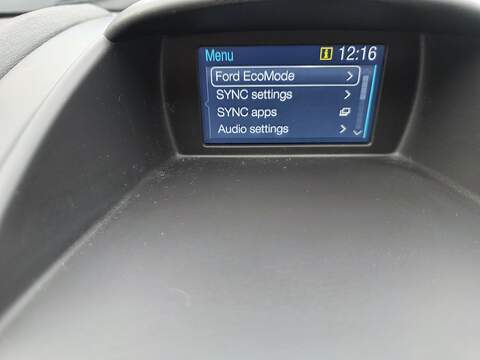 Menu i 12:16
Ford EcoMode
SYNC settings
SYNC apps
Audio settings